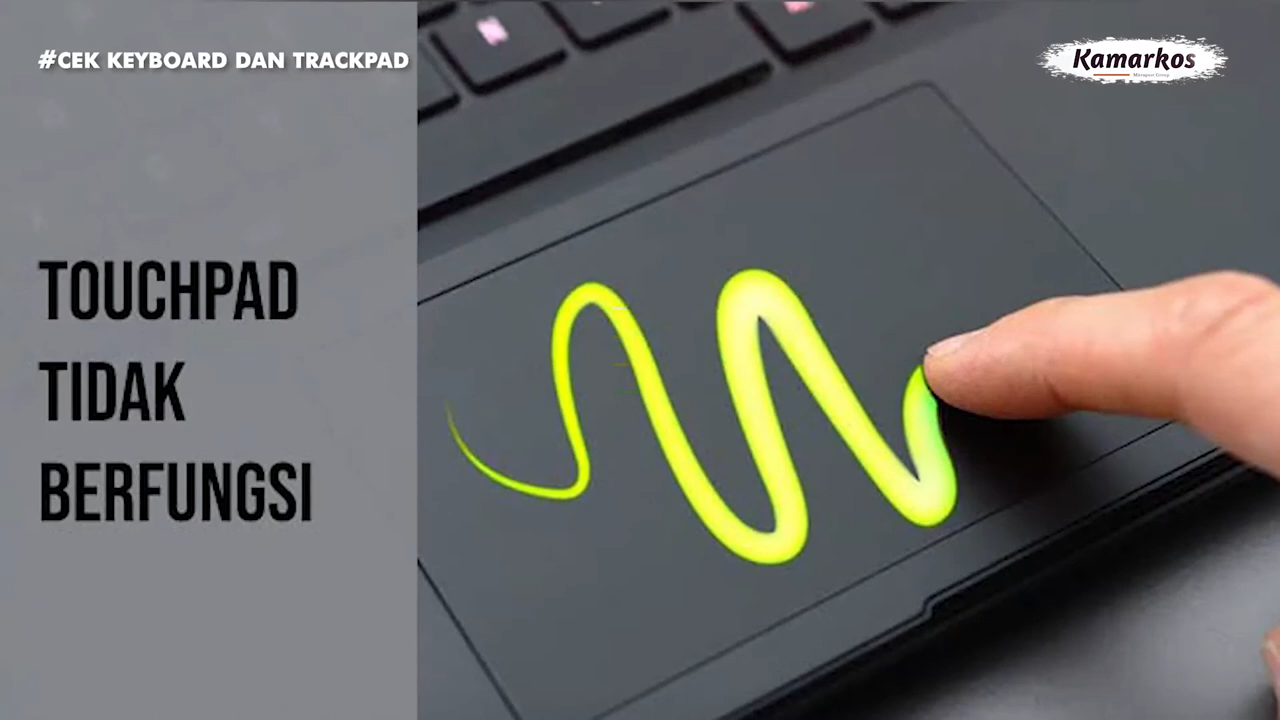 #CEK KEYBOARD DAN TRACKPAD
Kamarkos
TOUCHPAD
TIDAK
BERFUNGSI